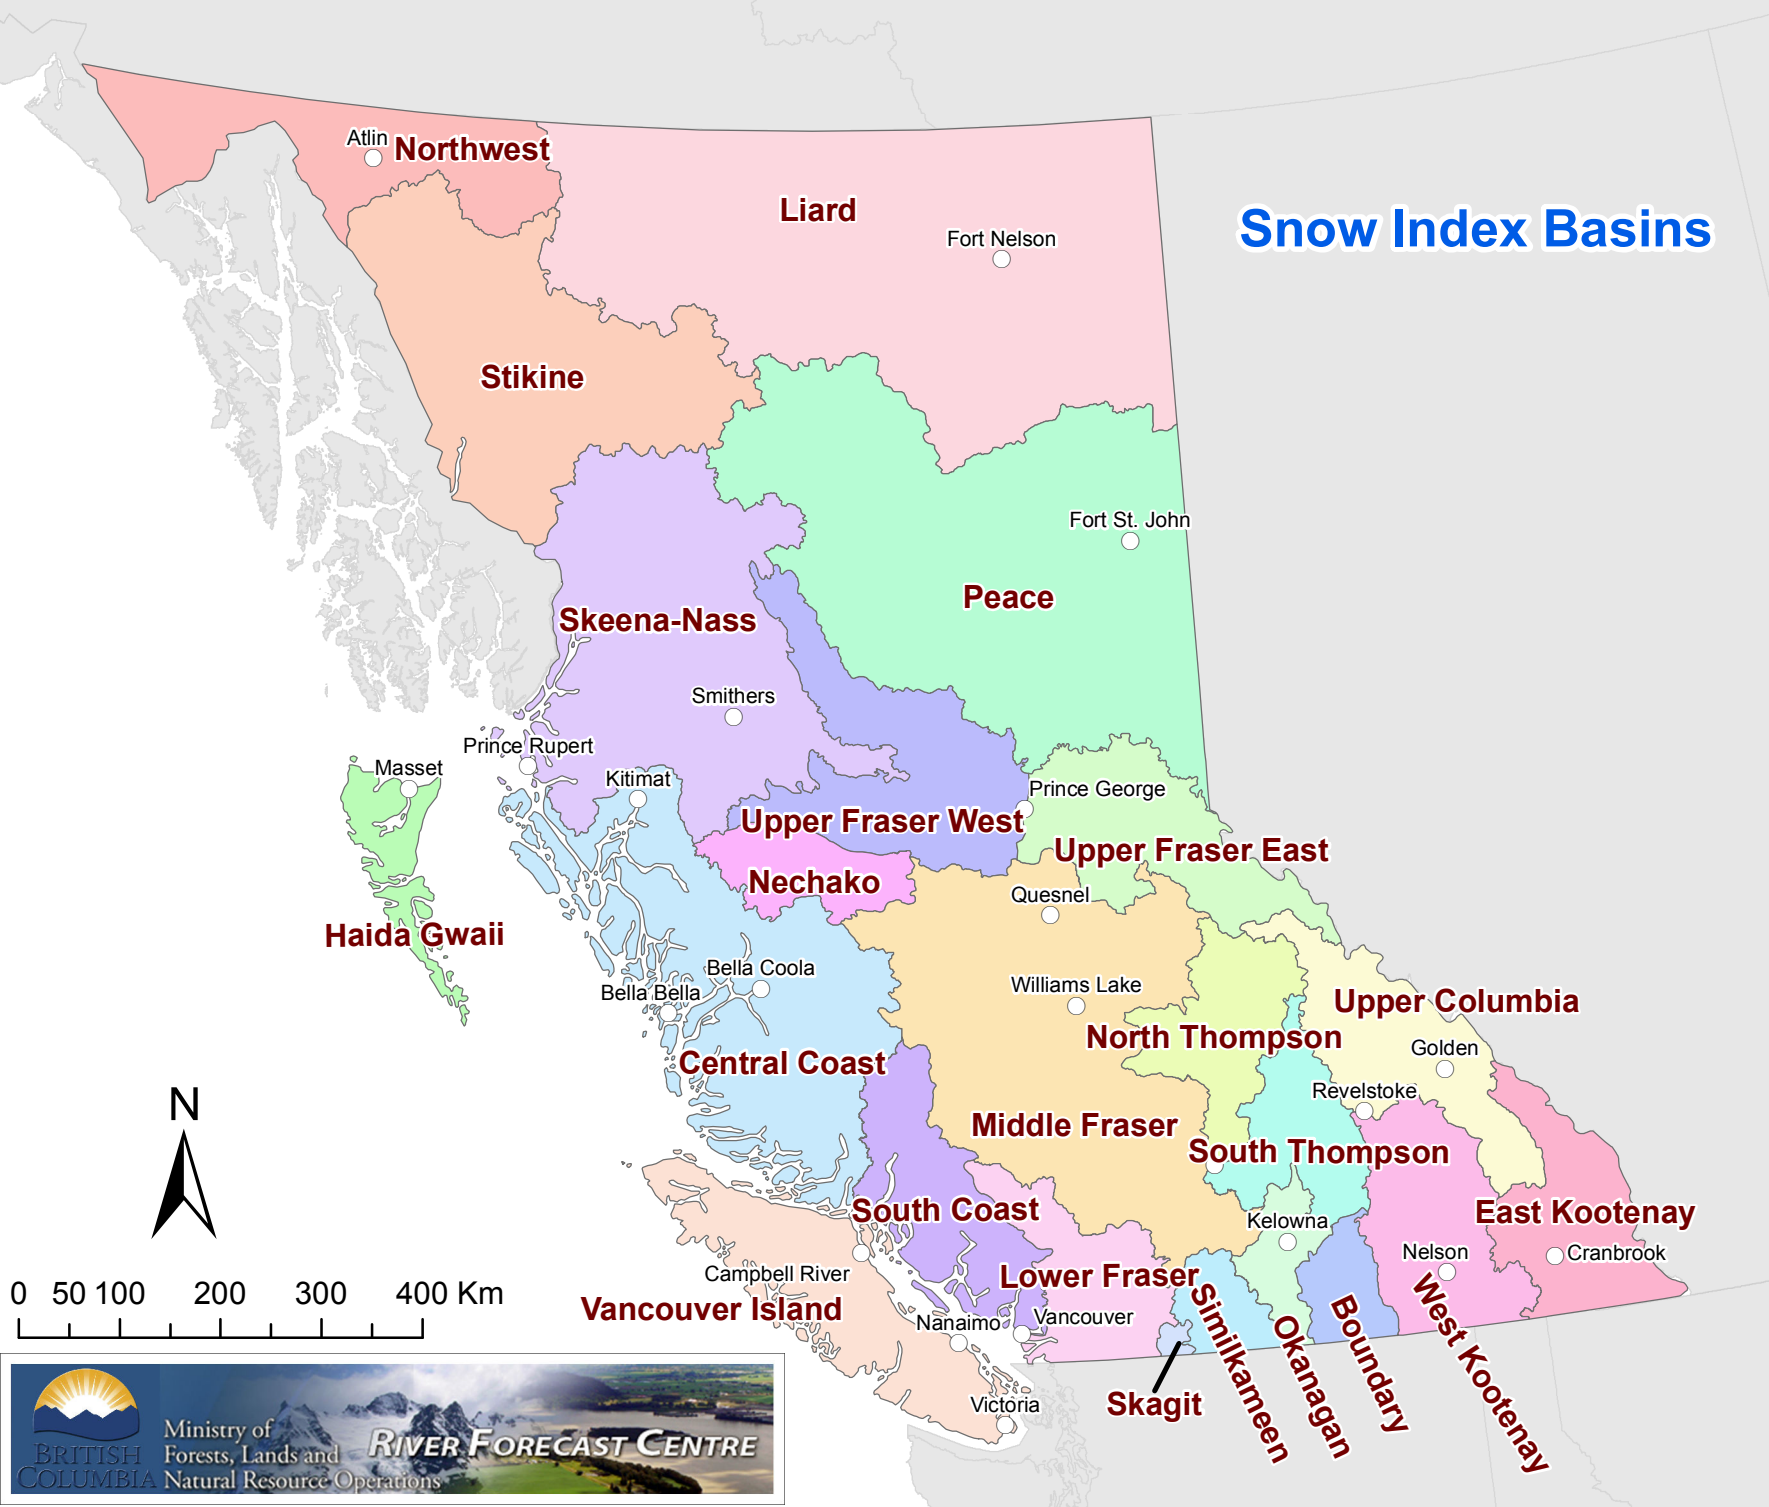 Atlin
Northwest
Liard
Fort Nelson
Snow Index Basins
Stikine
Fort St. John
Peace
Skeena-Nass
Smithers
Prince Rupert
Masset
Kitimat
Prince George
Upper Fraser West
Upper Fraser East
Nechako
Quesnel
Haida Gwaii
Bella Coola
Williams Lake
Bella Bella
Upper Columbia
North Thompson
Golden
Central Coast
Revelstoke
N
Middle Fraser
South Thompson
South Coast
Kelowna
East Kootenay
Nelson
Cranbrook
Campbell River
Lower Fraser
Vancouver Island
Nanaimo
Vancouver
Similkameen
Okanagan
Boundary
West Kootenay
Skagit
Victoria
0 50 100 200 300 400 Km
BRITISH
COLUMBIA
Ministry of
Forests, Lands and
Natural Resource Operations
RIVER FORECAST CENTRE